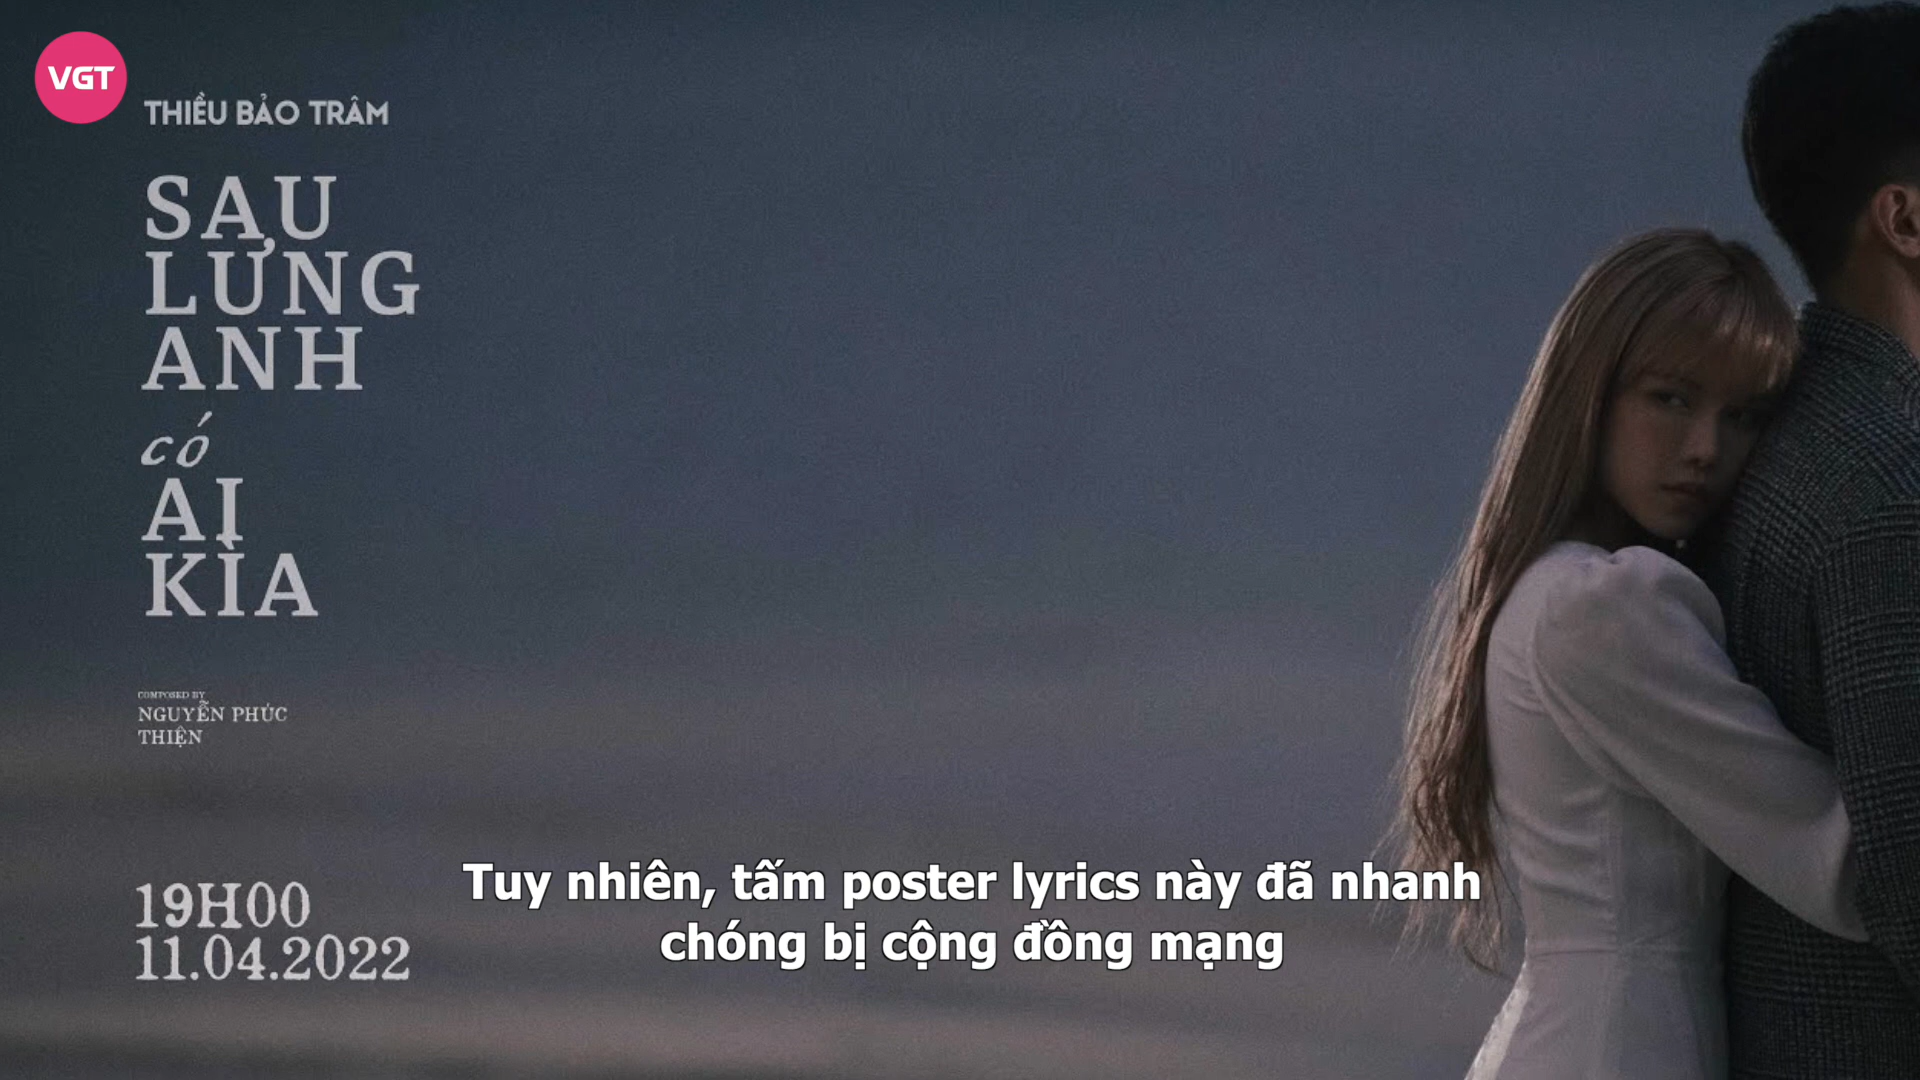 VGT
THIỀU BẢO TRÂM
SAU
LƯNG
ANH
có
AI
KÌA
COMPOSED BY
NGUYỄN PHÚC
THIỆN
19H00
11.04.2022
Tuy nhiên, tấm poster lyrics này đã nhanh
chóng bị cộng đồng mạng